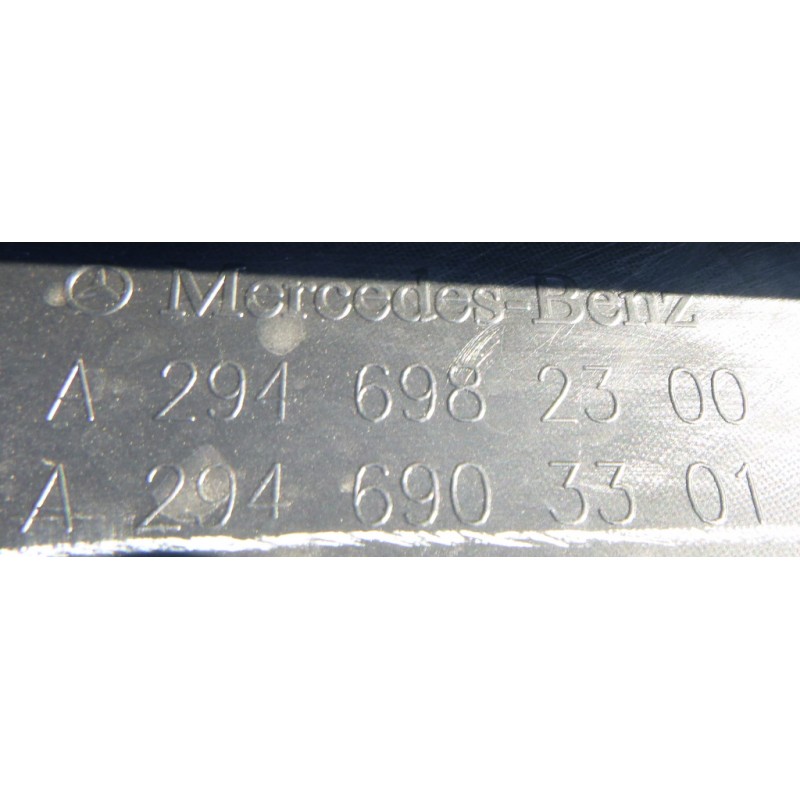 Mercedes-Benz
A 294 698 23 00
A 294 690 33 01